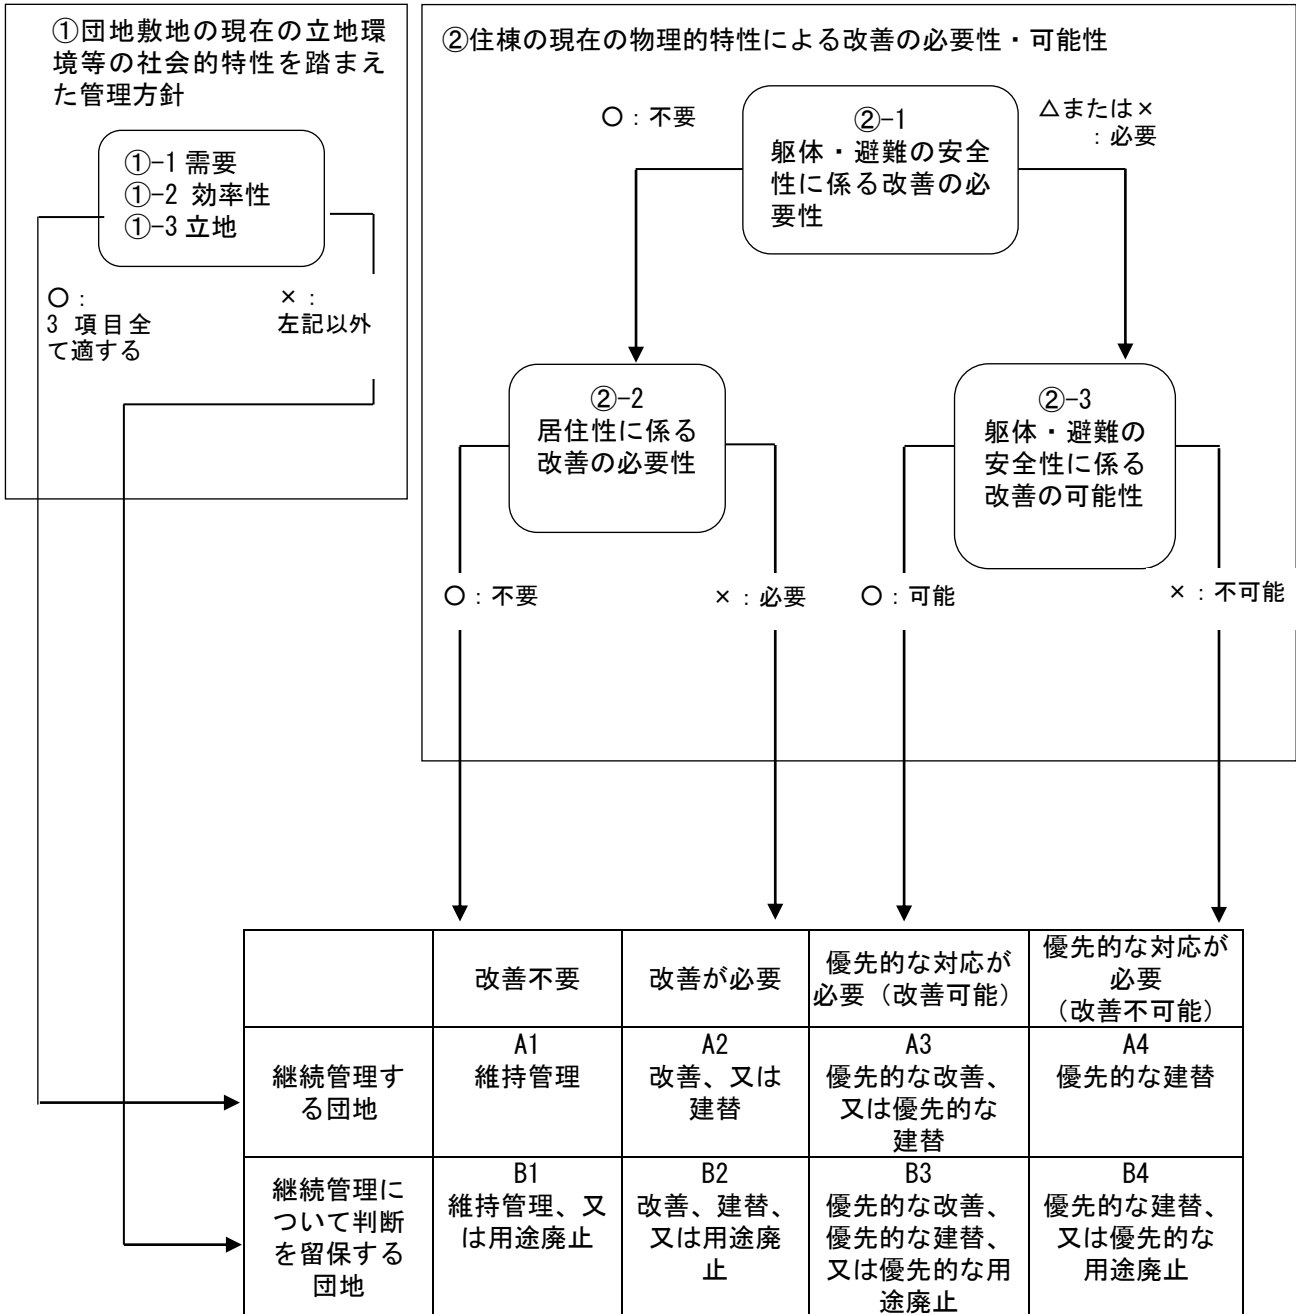 ①団地敷地の現在の立地環
境等の社会的特性を踏まえ
た管理方針
①-1 需要
①-2 効率性
①-3 立地
〇：
3 項目全
て適する
×：
左記以外
②住棟の現在の物理的特性による改善の必要性・可能性
〇：不要
②-1
躯体・避難の安全
性に係る改善の必
要性
△または×
：必要
②-2
居住性に係る
改善の必要性
②-3
躯体・避難の
安全性に係る
改善の可能性
〇：不要
×：必要
〇：可能
×：不可能
改善不要
改善が必要
優先的な対応が
必要（改善可能）
優先的な対応が
必要
（改善不可能）
継続管理す
る団地
A1
維持管理
A2
改善、又は
建替
A3
優先的な改善、
又は優先的な
建替
A4
優先的な建替
継続管理に
ついて判断
を留保する
団地
B1
維持管理、又
は用途廃止
B2
改善、建替、
又は用途廃
止
B3
優先的な改善、
優先的な建替、
又は優先的な用
途廃止
B4
優先的な建替、
又は優先的な
用途廃止